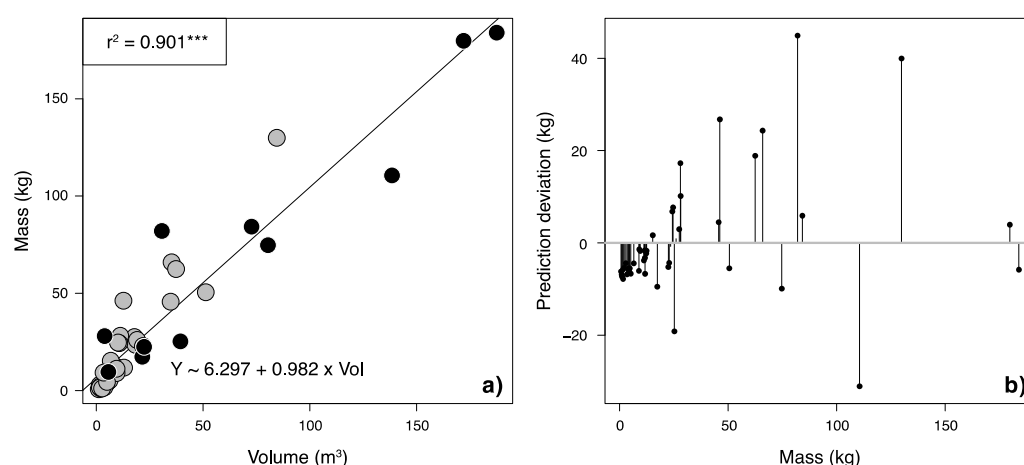 r² = 0.901***
150
100
50
0
Mass (kg)
Y ~ 6.297 + 0.982 x Vol
a)
0
50
100
150
Volume (m³)
40
20
0
−20
Prediction deviation (kg)
b)
0
50
100
150
Mass (kg)